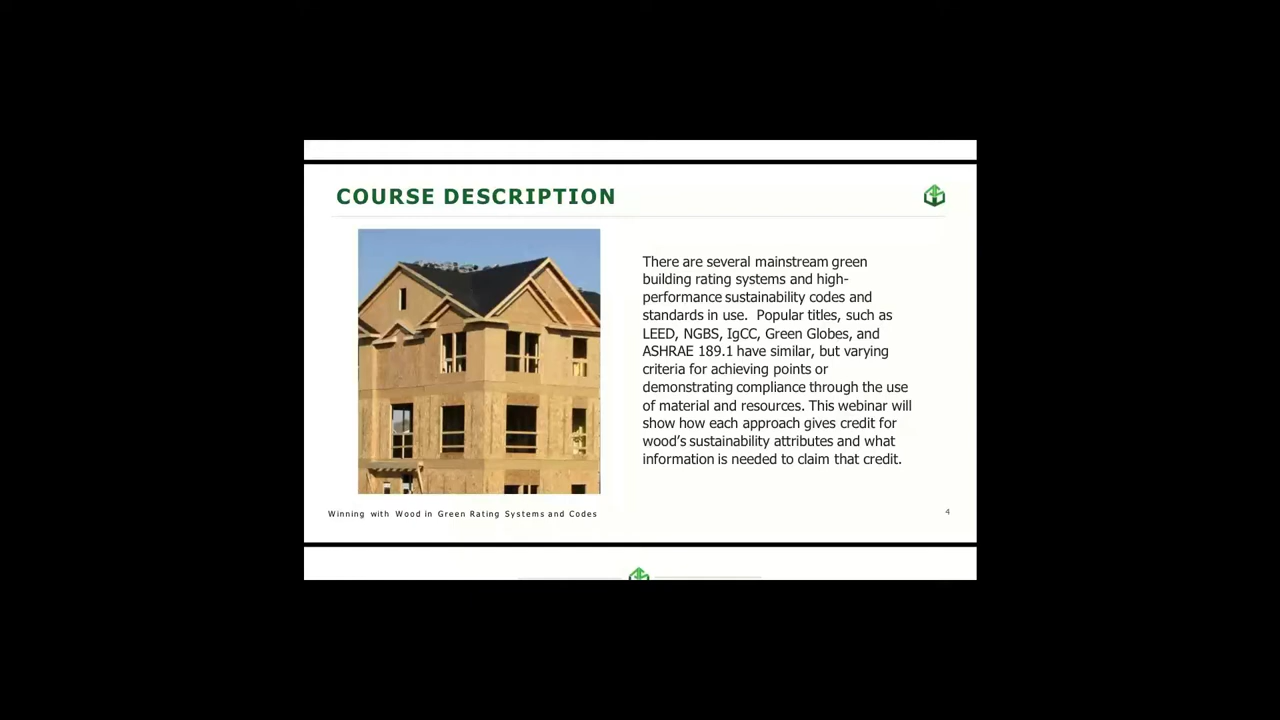 COURSE DESCRIPTION
There are several mainstream green
building rating systems and high-
performance sustainability codes and
standards in use.  Popular titles, such as
LEED, NGBS, IgCC, Green Globes, and
ASHRAE 189.1 have similar, but varying
criteria for achieving points or
demonstrating compliance through the use
of material and resources. This webinar will
show how each approach gives credit for
wood’s sustainability attributes and what
information is needed to claim that credit.
Winning with Wood in Green Rating Systems and Codes
4